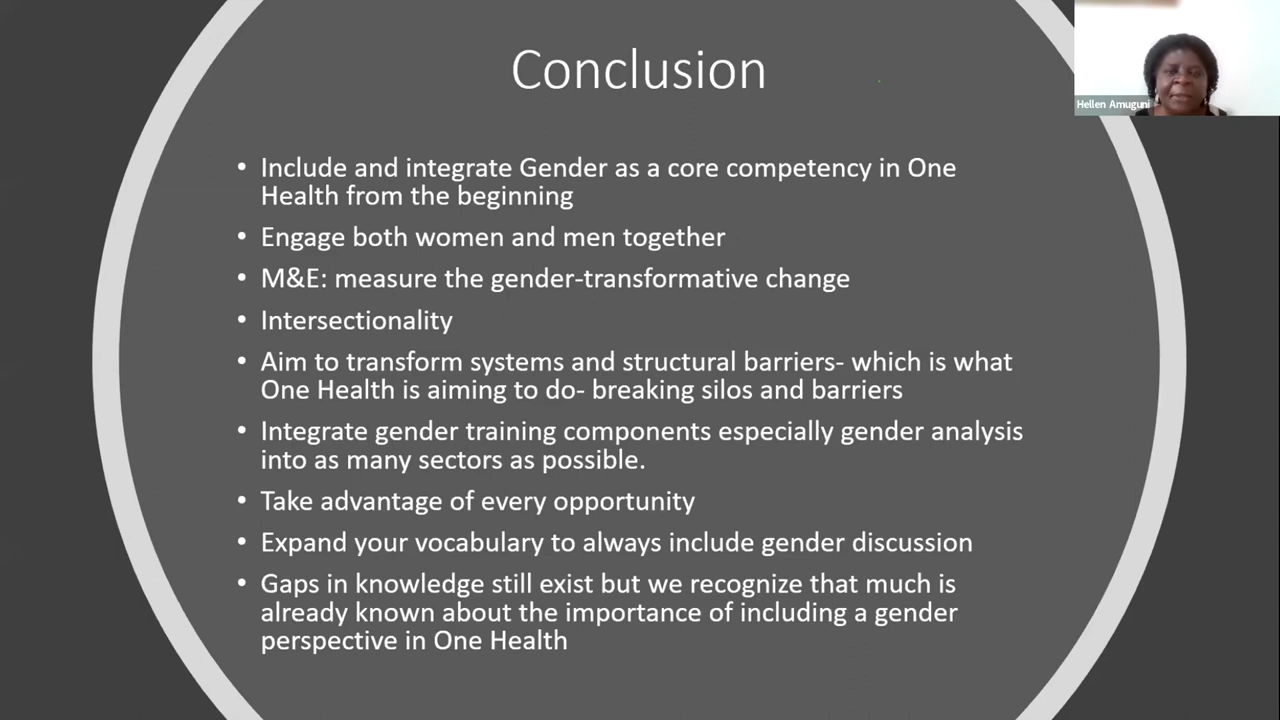 Conclusion
Hellen Amuguni
• Include and integrate Gender as a core competency in One
Health from the beginning
• Engage both women and men together
• M&E: measure the gender-transformative change
• Intersectionality
• Aim to transform systems and structural barriers- which is what
One Health is aiming to do- breaking silos and barriers
• Integrate gender training components especially gender analysis
into as many sectors as possible.
• Take advantage of every opportunity
• Expand your vocabulary to always include gender discussion
• Gaps in knowledge still exist but we recognize that much is
already known about the importance of including a gender
perspective in One Health